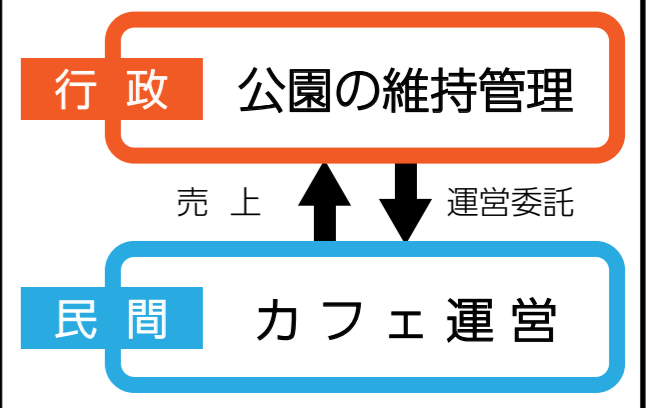 行政
公園の維持管理
売上
運営委託
民間
カフェ運営